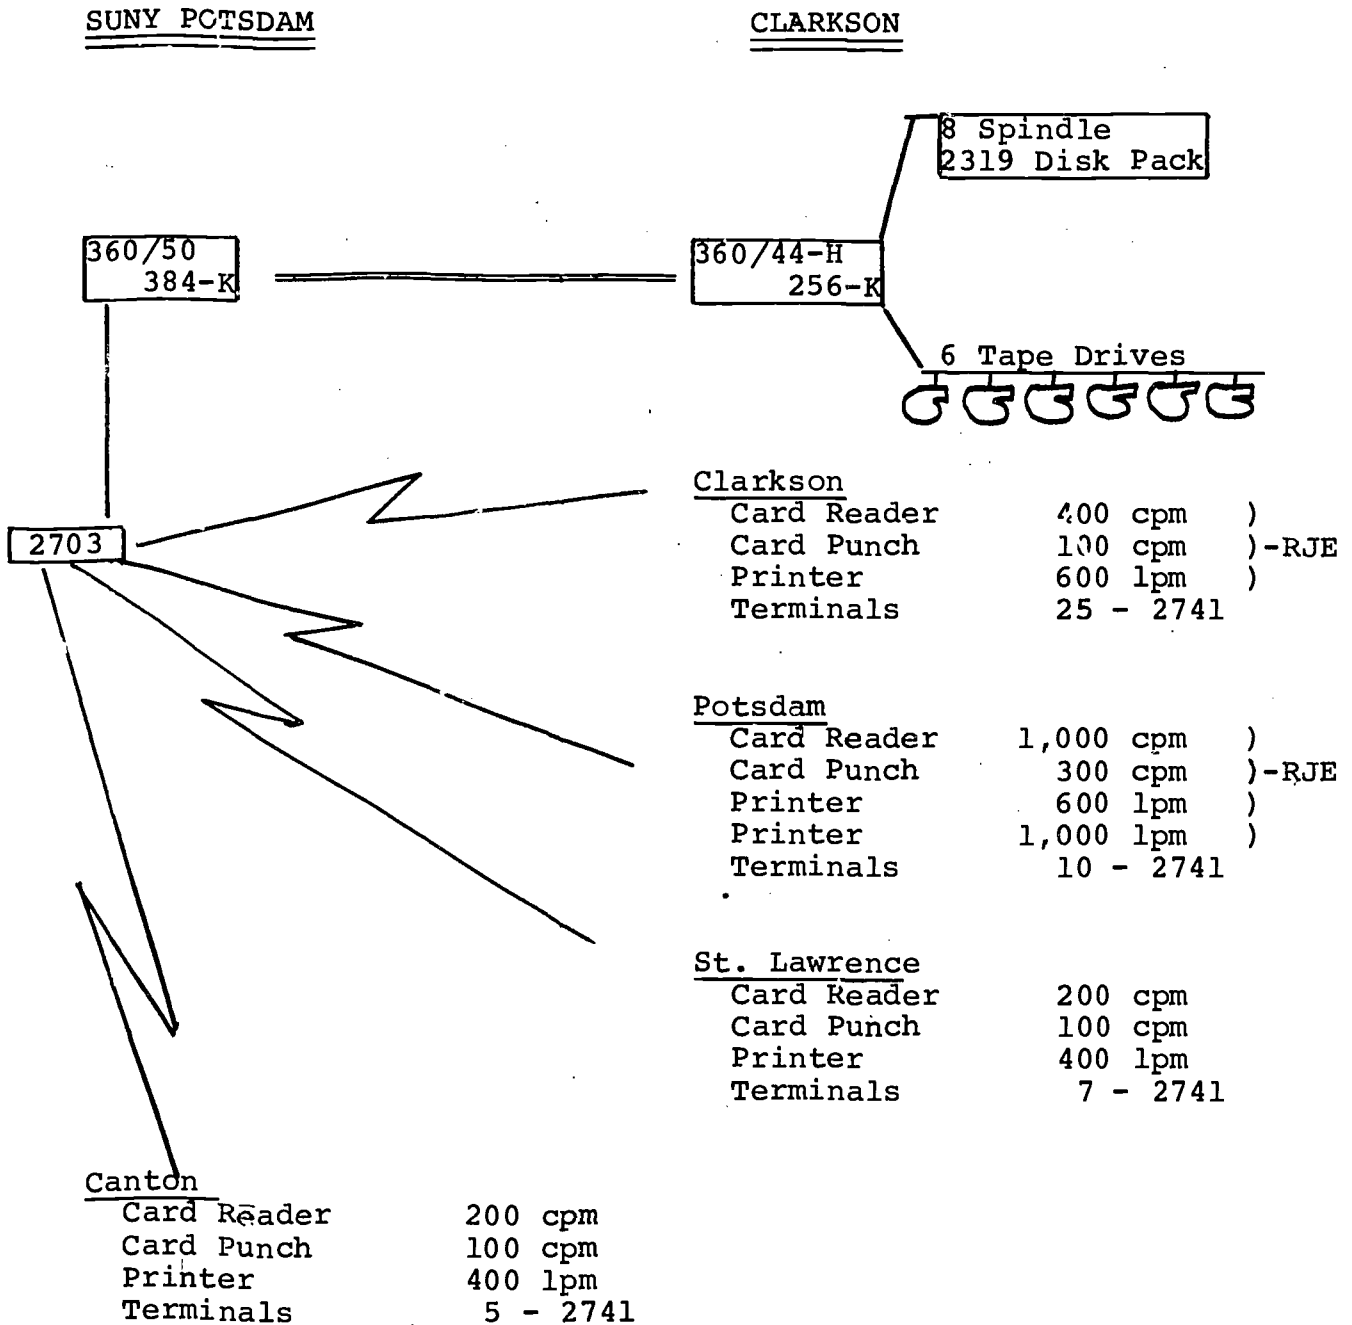 SUNY POTSDAM
CLARKSON
8 Spindle
2319 Disk Pack
360/50
384-K
360/44-H
256-K
6 Tape Drives
2703
Clarkson
Card Reader 400 cpm )
Card Punch 100 cpm )-RJE
Printer 600 lpm )
Terminals 25 - 2741
Potsdam
Card Reader 1,000 cpm )
Card Punch 300 cpm )-RJE
Printer 600 lpm )
Printer 1,000 lpm )
Terminals 10 - 2741
St. Lawrence
Card Reader 200 cpm
Card Punch 100 cpm
Printer 400 lpm
Terminals 7 - 2741
Canton
Card Reader 200 cpm
Card Punch 100 cpm
Printer 400 lpm
Terminals 5 - 2741